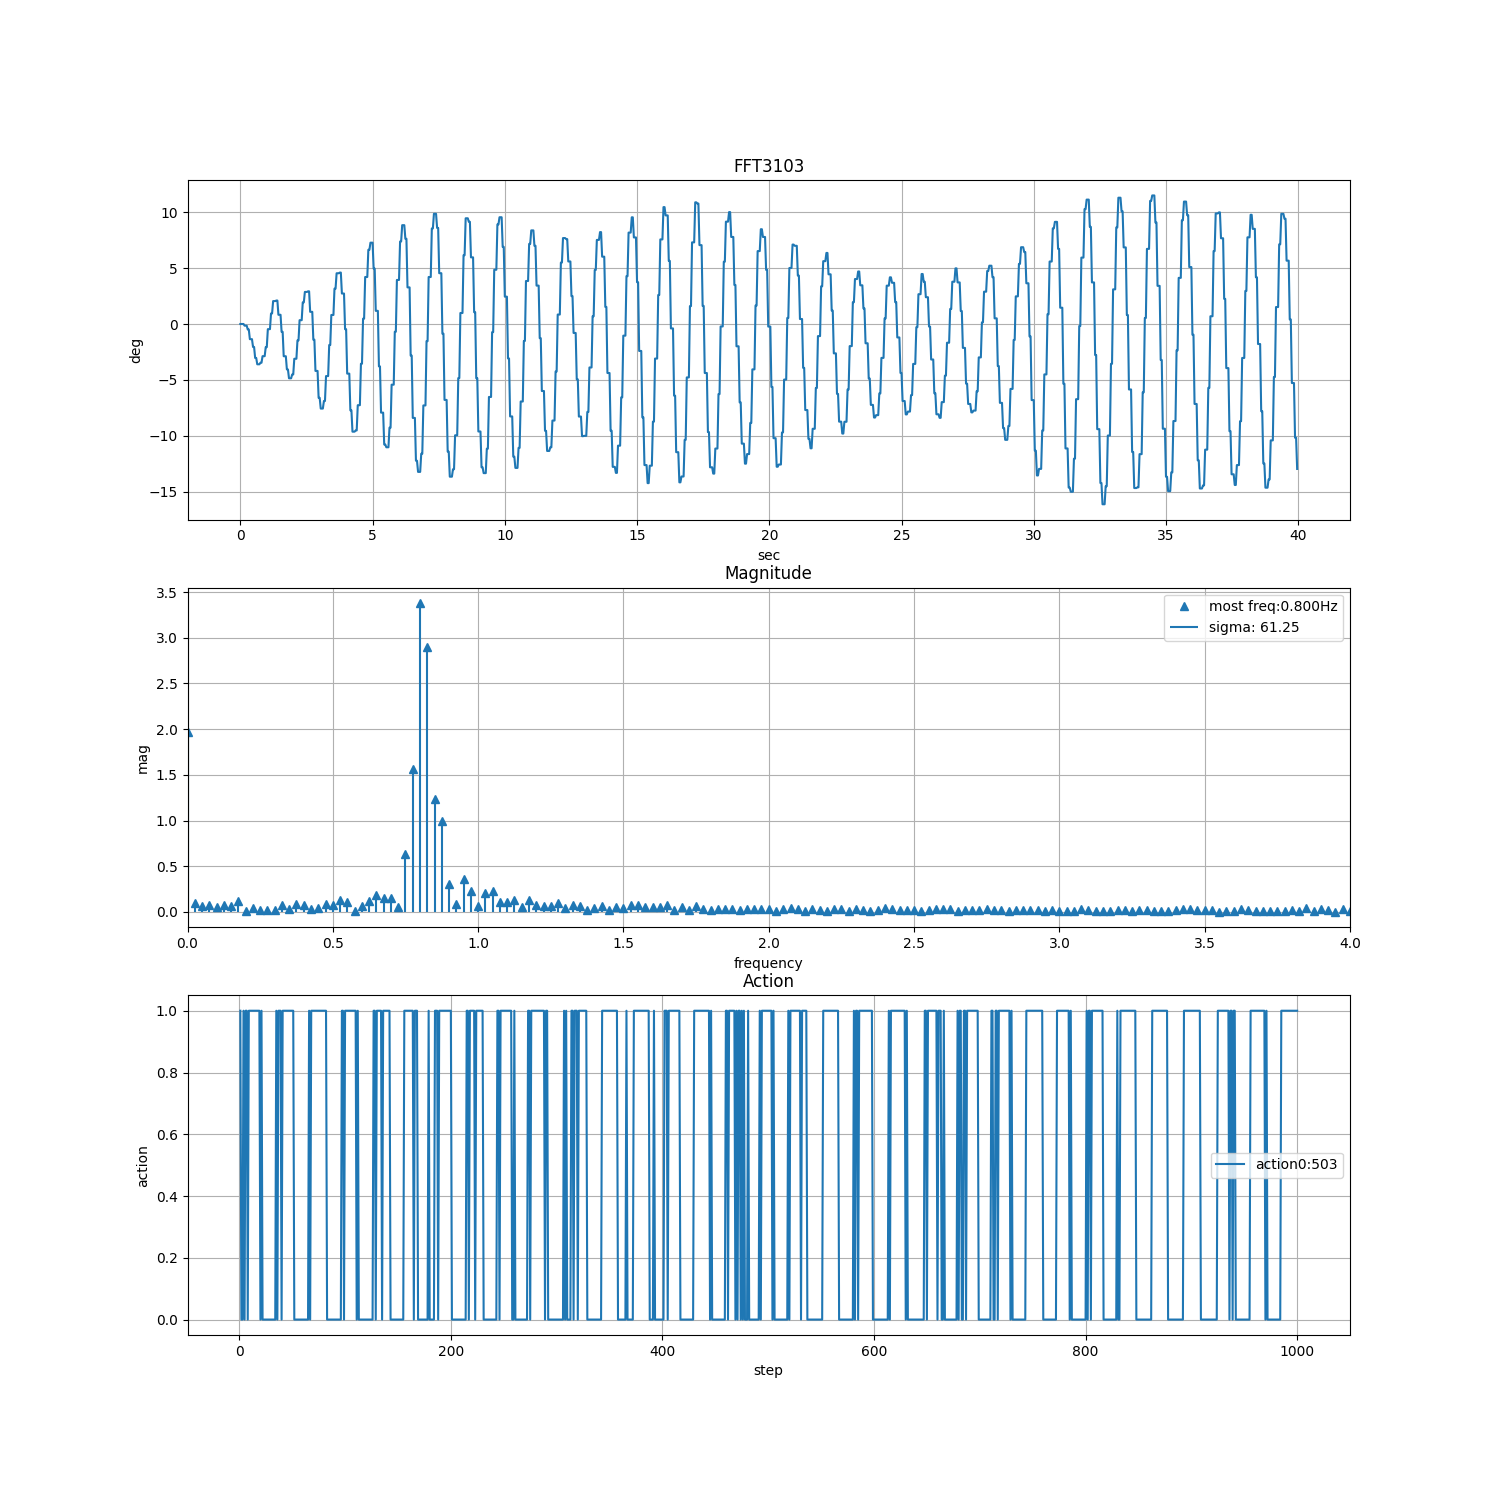 FFT3103
10
5
0
−5
−10
−15
deg
0 5 10 15 20 25 30 35 40
sec
Magnitude
3.5
3.0
2.5
2.0
1.5
1.0
0.5
0.0
mag
most freq:0.800Hz
sigma: 61.25
0.0 0.5 1.0 1.5 2.0 2.5 3.0 3.5 4.0
frequency
Action
1.0
0.8
0.6
0.4
0.2
0.0
action
action0:503
0 200 400 600 800 1000
step